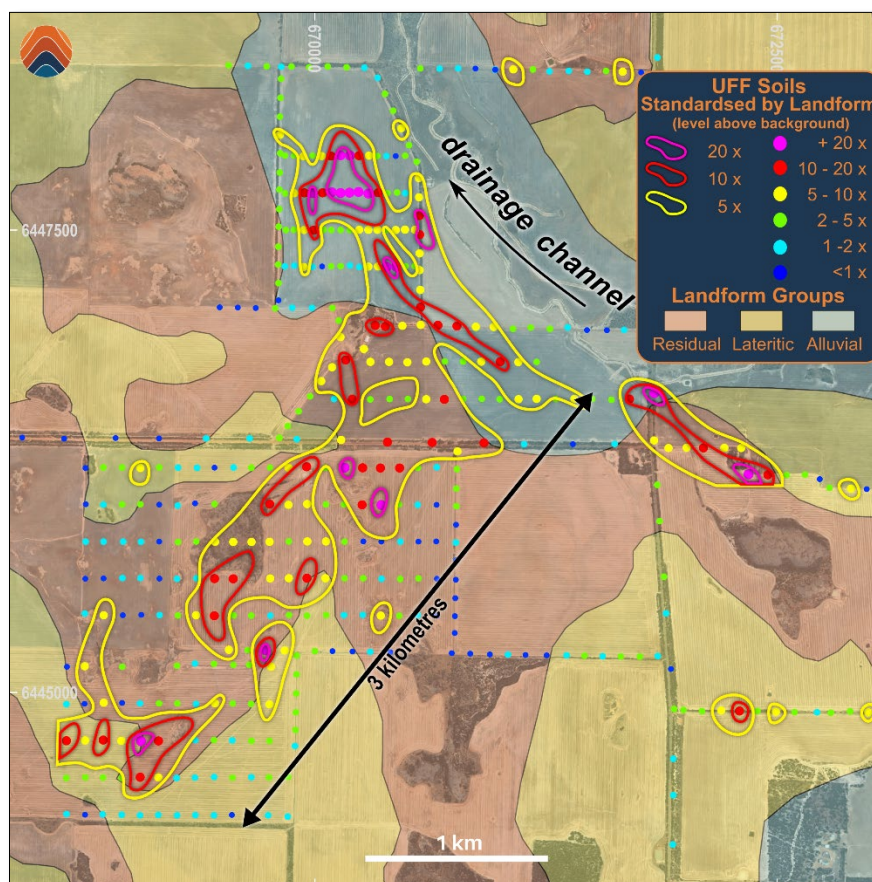 670000
672500
6447500
6445000
UFF Soils
Standardsed by Landform
(level above background)
20 x
10 x
5 x
+ 20 x
10 - 20 x
5 - 10 x
2 - 5x
1 -2 x
<1 x
Landform Groups
Residual
Lateritic
Alluvial
drainage channel
3 kilometres
1 km